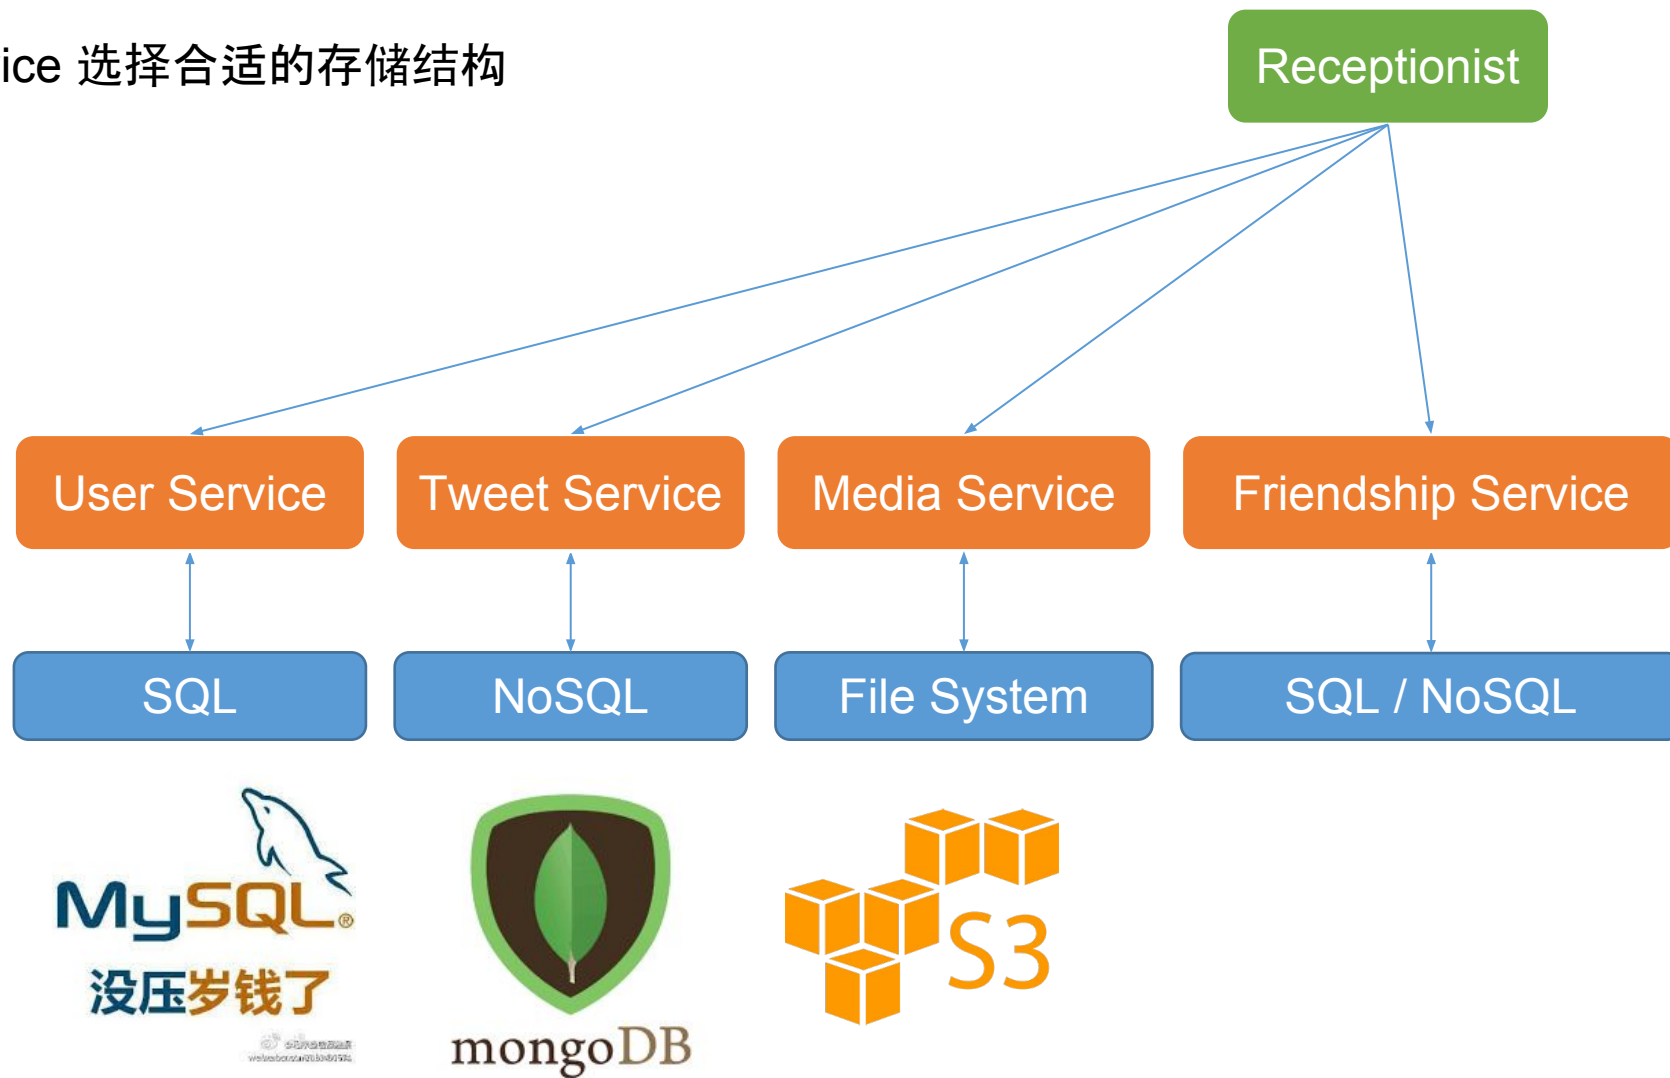 ice 选择合适的存储结构
Receptionist
User Service
Tweet Service
Media Service
Friendship Service
SQL
NoSQL
File System
SQL / NoSQL
MySQL®
没压岁钱了
mongoDB
S3